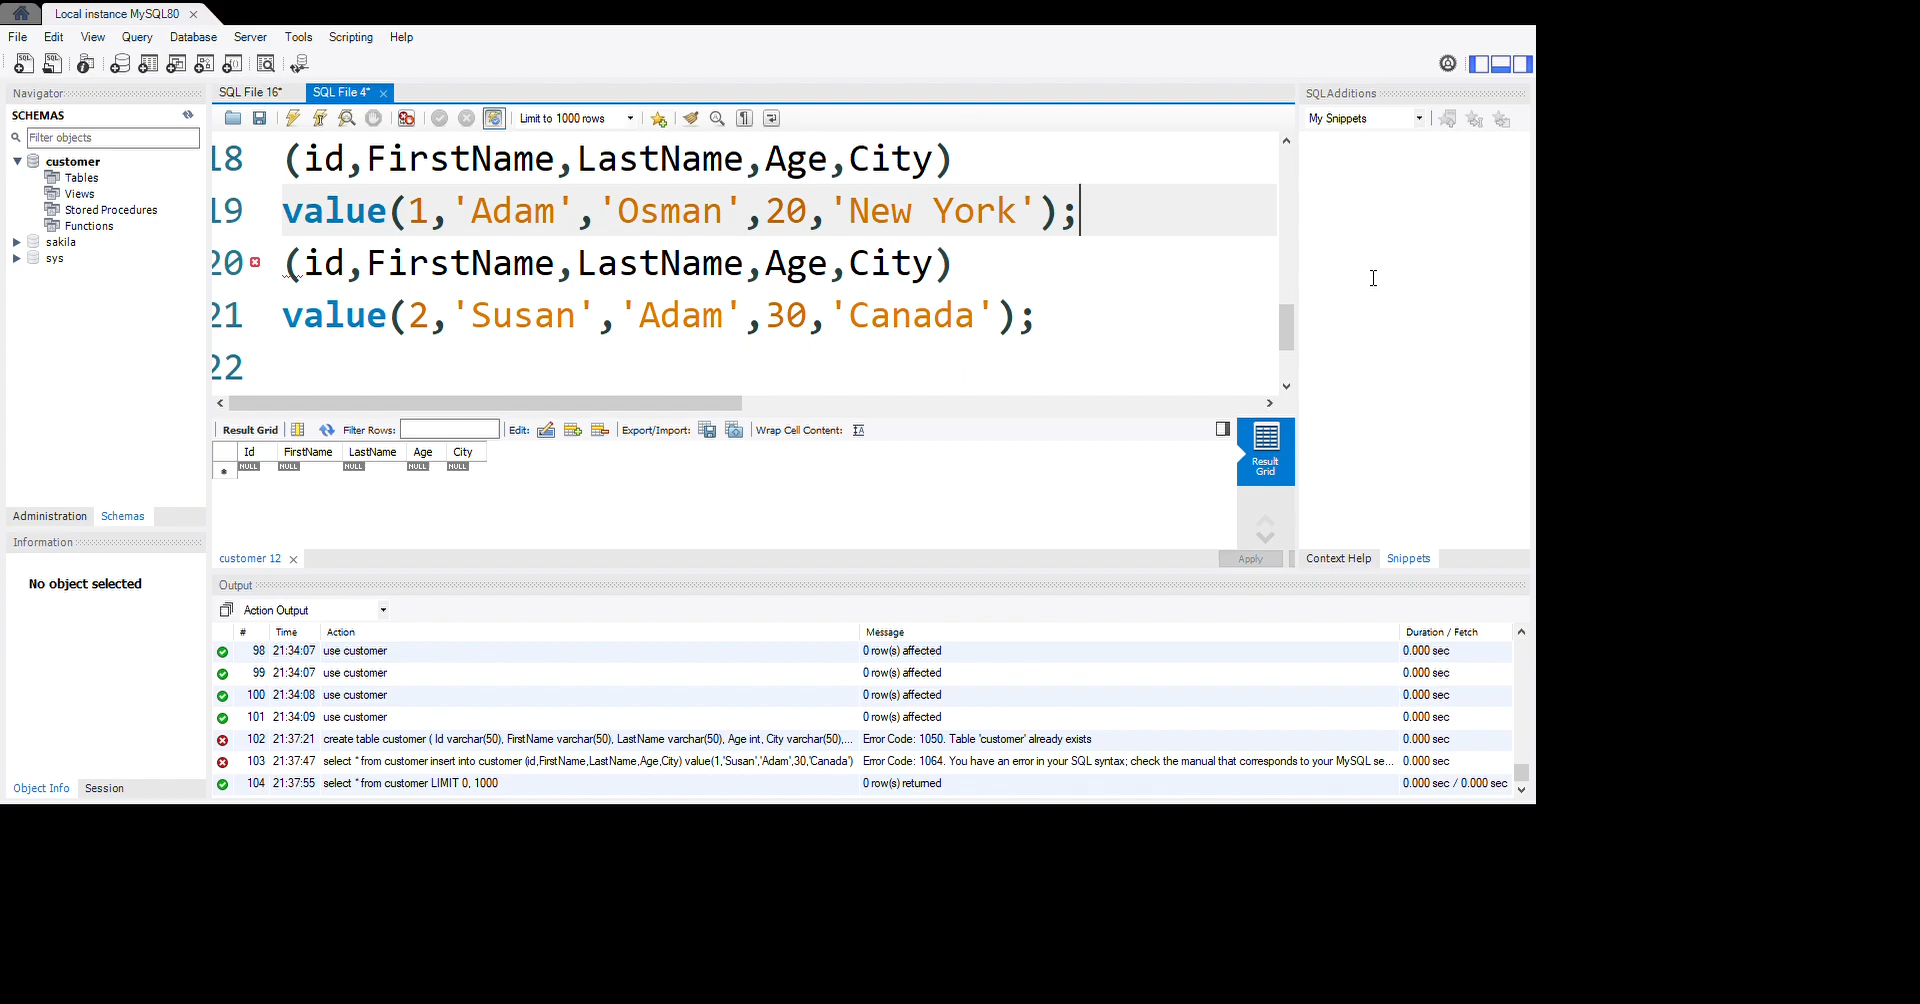 Local instance MySQL80
File Edit View Query Database Server Tools Scripting Help
Navigator
SCHEMAS
Filter objects
customer
Tables
Views
Stored Procedures
Functions
sakila
sys
Administration Schemas
Information
No object selected
Object Info Session
SQL File 16* SQL File 4*
Limit to 1000 rows
18 (id,FirstName,LastName,Age,City)
19 value(1,'Adam','Osman',20,'New York');
20 (id,FirstName,LastName,Age,City)
21 value(2,'Susan','Adam',30,'Canada');
22
Result Grid Filter Rows: Edit: Export/Import: Wrap Cell Content:
Id FirstName LastName Age City
NULL NULL NULL NULL NULL
Result Grid
customer 12
Apply
SQLAdditions
My Snippets
Context Help Snippets
Output
Action Output
# Time Action Message Duration / Fetch
98 21:34:07 use customer 0 row(s) affected 0.000 sec
99 21:34:07 use customer 0 row(s) affected 0.000 sec
100 21:34:08 use customer 0 row(s) affected 0.000 sec
101 21:34:09 use customer 0 row(s) affected 0.000 sec
102 21:37:21 create table customer ( Id varchar(50), FirstName varchar(50), LastName varchar(50), Age int, City varchar(50),... Error Code: 1050. Table 'customer' already exists 0.000 sec
103 21:37:47 select * from customer insert into customer (id,FirstName,LastName,Age,City) value(1,'Susan','Adam',30,'Canada') Error Code: 1064. You have an error in your SQL syntax; check the manual that corresponds to your MySQL se... 0.000 sec
104 21:37:55 select * from customer LIMIT 0, 1000 0 row(s) returned 0.000 sec / 0.000 sec